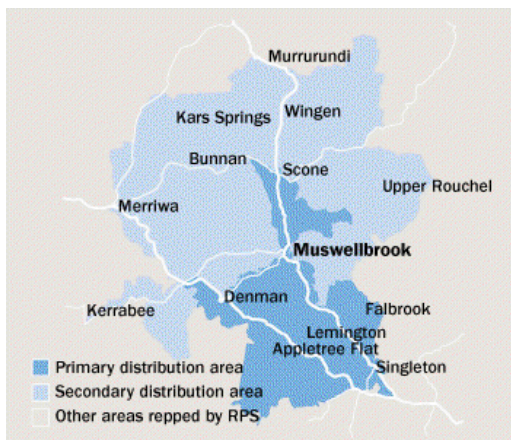 Murrurundi
Wingen
Kars Springs
Bunnan
Scone
Upper Rouchel
Merriwa
Muswellbrook
Denman
Kerrabee
Falbrook
Lemington
Appletree Flat
Singleton
Primary distribution area
Secondary distribution area
Other areas repped by RPS